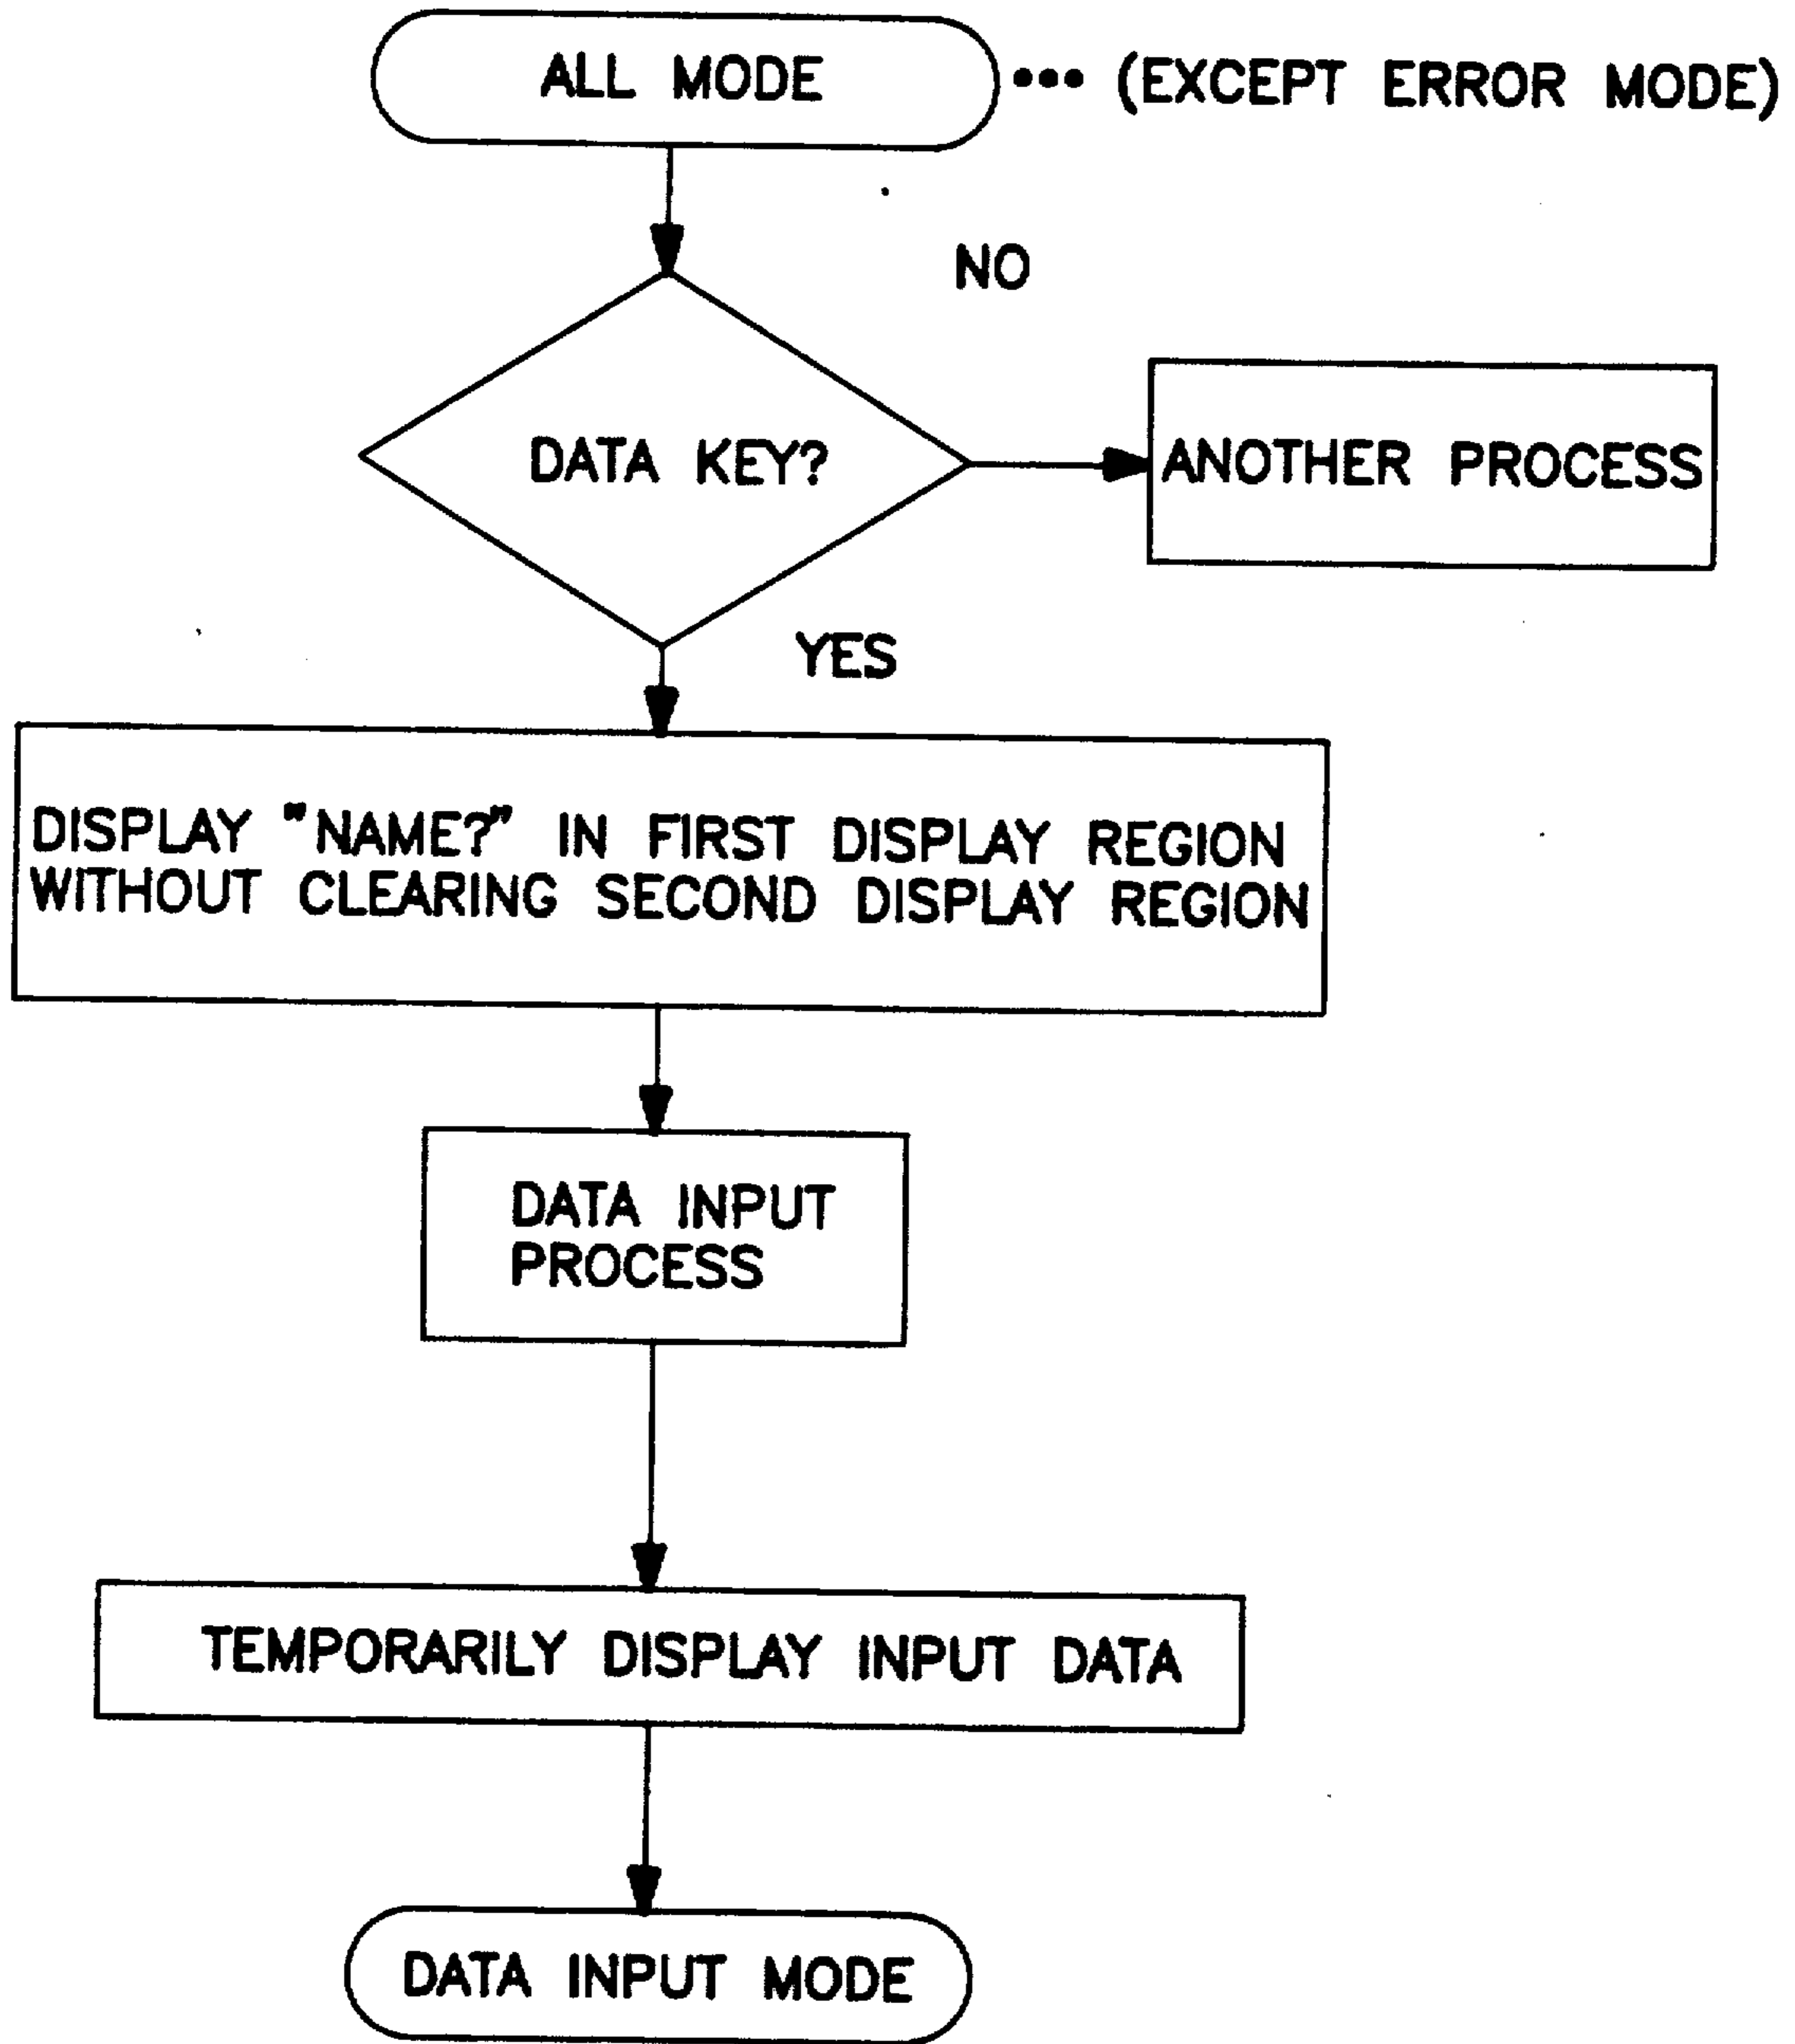 ALL MODE ••• (EXCEPT ERROR MODE)
NO
DATA KEY?
ANOTHER PROCESS
YES
DISPLAY "NAME?" IN FIRST DISPLAY REGION
WITHOUT CLEARING SECOND DISPLAY REGION
DATA INPUT
PROCESS
TEMPORARILY DISPLAY INPUT DATA
DATA INPUT MODE